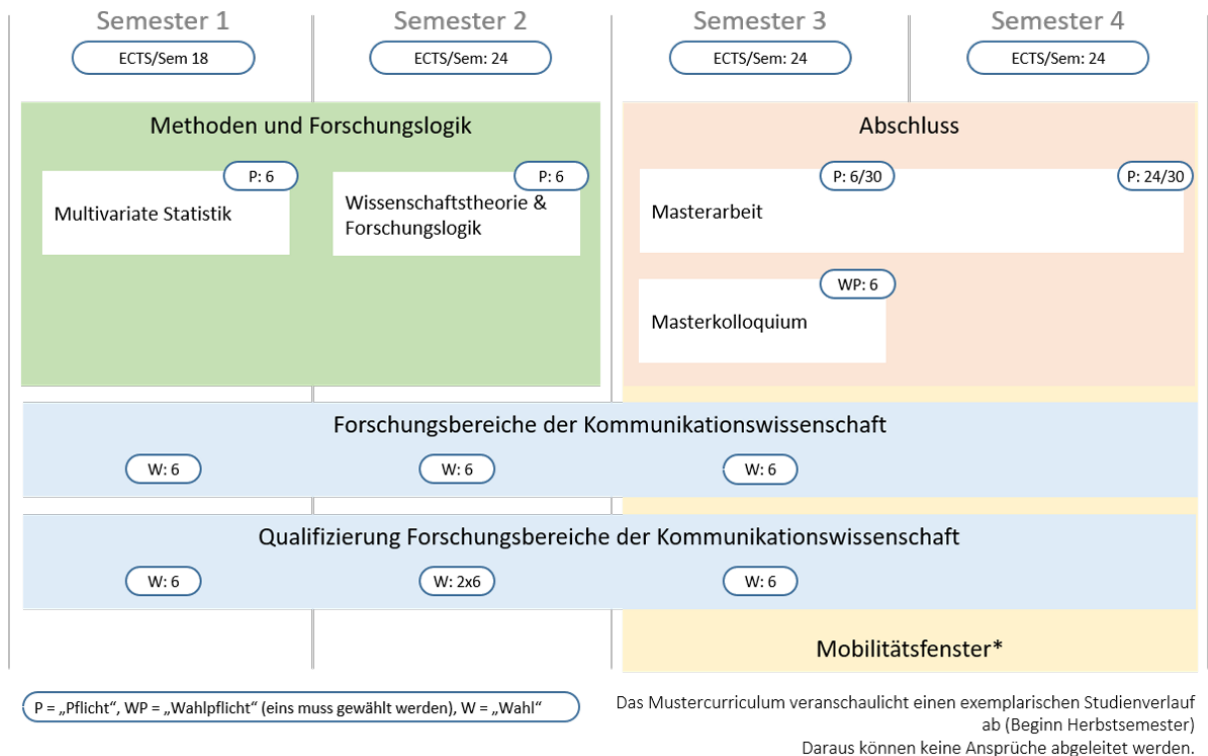 Semester 1
Semester 2
Semester 3
Semester 4
ECTS/Sem 18
ECTS/Sem: 24
ECTS/Sem: 24
ECTS/Sem: 24
Methoden und Forschungslogik
Abschluss
P: 6
P: 6
P: 6/30
P: 24/30
Multivariate Statistik
Wissenschaftstheorie &
Forschungslogik
Masterarbeit
WP: 6
Masterkolloquium
Forschungsbereiche der Kommunikationswissenschaft
W: 6
W: 6
W: 6
Qualifizierung Forschungsbereiche der Kommunikationswissenschaft
W: 6
W: 2x6
W: 6
Mobilitätsfenster*
P = „Pflicht“, WP = „Wahlpflicht“ (eins muss gewählt werden), W = „Wahl“
Das Mustercurriculum veranschaulicht einen exemplarischen Studienverlauf
ab (Beginn Herbstsemester)
Daraus können keine Ansprüche abgeleitet werden.